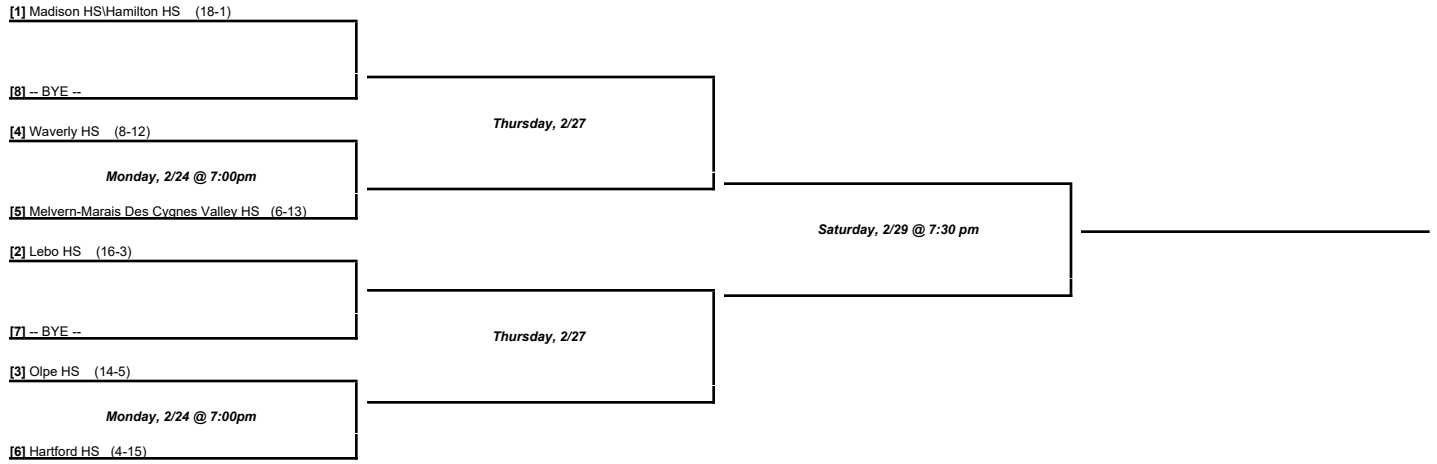 [1] Madison HS\Hamilton HS (18-1)
[8] -- BYE --
Thursday, 2/27
[4] Waverly HS (8-12)
Monday, 2/24 @ 7:00pm
[5] Melvern-Marais Des Cygnes Valley HS (6-13)
Saturday, 2/29 @ 7:30 pm
[2] Lebo HS (16-3)
[7] -- BYE --
Thursday, 2/27
[3] Olpe HS (14-5)
Monday, 2/24 @ 7:00pm
[6] Hartford HS (4-15)